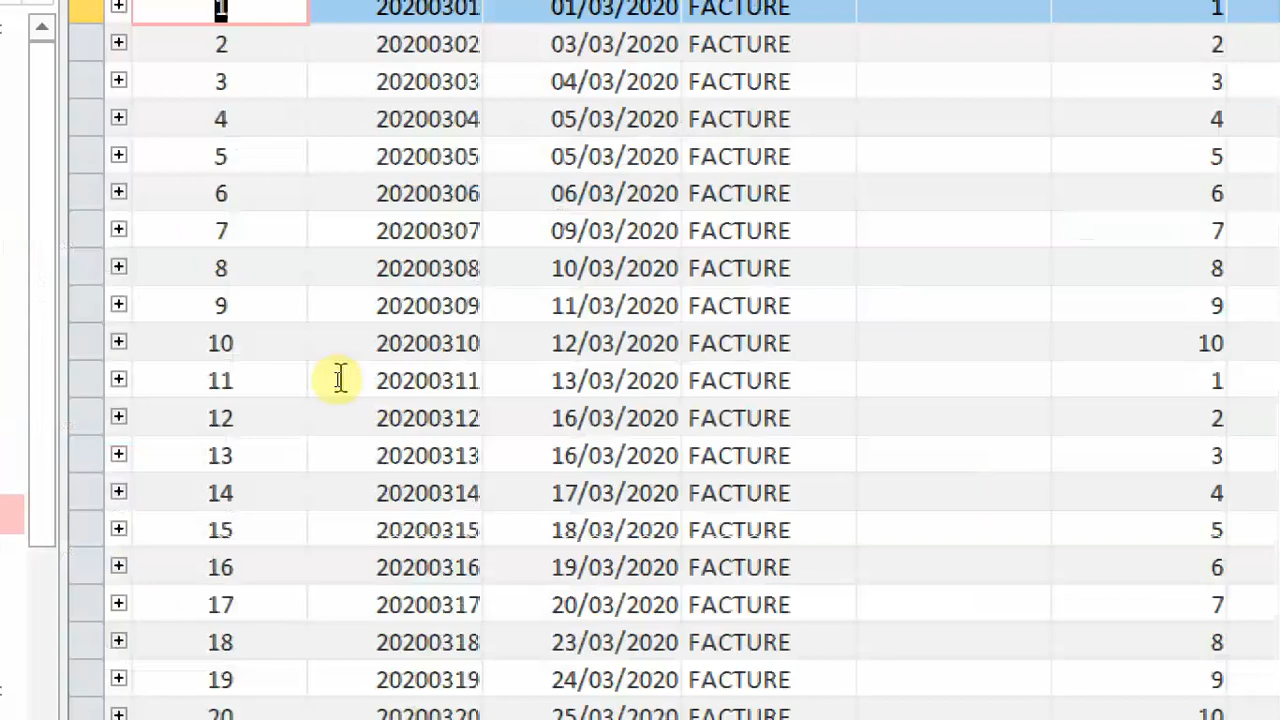 1 20200301 01/03/2020 FACTURE 1
2 20200302 03/03/2020 FACTURE 2
3 20200303 04/03/2020 FACTURE 3
4 20200304 05/03/2020 FACTURE 4
5 20200305 05/03/2020 FACTURE 5
6 20200306 06/03/2020 FACTURE 6
7 20200307 09/03/2020 FACTURE 7
8 20200308 10/03/2020 FACTURE 8
9 20200309 11/03/2020 FACTURE 9
10 20200310 12/03/2020 FACTURE 10
11 20200311 13/03/2020 FACTURE 1
12 20200312 16/03/2020 FACTURE 2
13 20200313 16/03/2020 FACTURE 3
14 20200314 17/03/2020 FACTURE 4
15 20200315 18/03/2020 FACTURE 5
16 20200316 19/03/2020 FACTURE 6
17 20200317 20/03/2020 FACTURE 7
18 20200318 23/03/2020 FACTURE 8
19 20200319 24/03/2020 FACTURE 9
20 20200320 25/03/2020 FACTURE 10